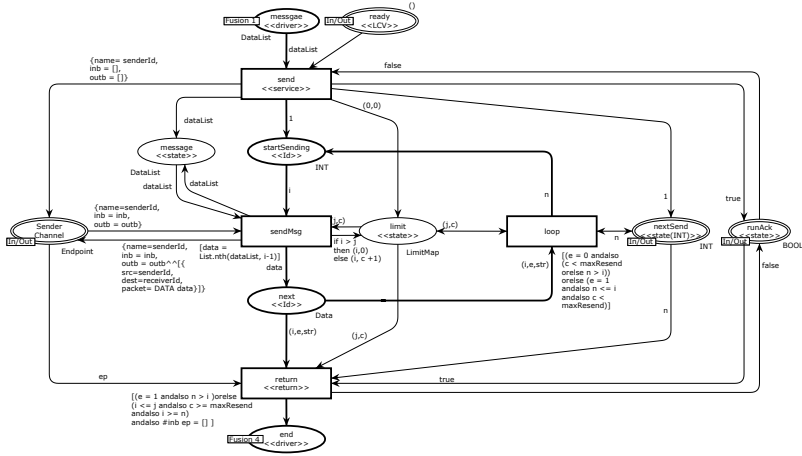 ()
messgae
<<driver>>
Fusion 1
DataList
ready
<<LCV>>
In/Out
dataList
{name= senderId,
inb = [],
outb = []}
false
send
<<service>>
(0,0)
dataList
1
message
<<state>>
DataList
startSending
<<Id>>
INT
dataList
dataList
i
n
1
true
{name=senderId,
inb = inb,
outb = outb}
Sender
Channel
In/Out
Endpoint
sendMsg
j,c)
limit
<<state>>
LimitMap
(j,c)
loop
n
nextSend
<<state(INT)>>
In/Out
INT
runAck
<<state>>
In/Out
BOOL
{name=senderId,
inb = inb,
outb = outb^^[{
src=senderId,
dest=receiverId,
packet= DATA data}]}
[data =
List.nth(dataList, i-1)]
if i > j
then (i,0)
else (i, c +1)
data
(i,e,str)
[(e = 0 andalso
(c < maxResend
orelse n > i))
orelse (e = 1
andalso n <= i
andalso c <
maxResend)]
false
next
<<Id>>
Data
(i,e,str)
(j,c)
n
ep
return
<<return>>
true
[(e = 1 andalso n > i )orelse
(i <= j andalso c >= maxResend
andalso i >= n)
andalso #inb ep = [] ]
end
<<driver>>
Fusion 4